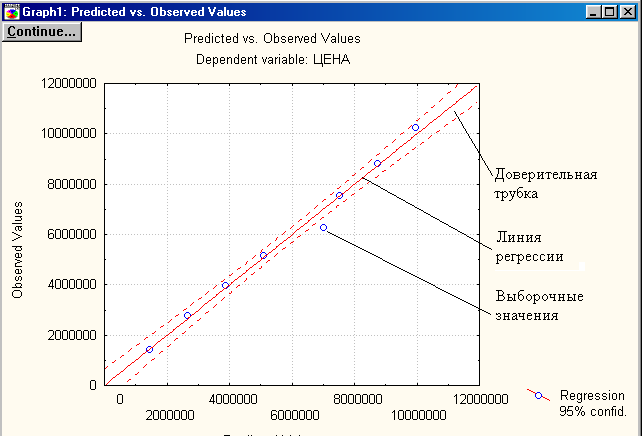 Graph1: Predicted vs. Observed Values
Continue...
Predicted vs. Observed Values
Dependent variable: ЦЕНА
12000000
10000000
8000000
6000000
4000000
2000000
0
Observed Values
0 4000000 8000000 12000000
2000000 6000000 10000000
Доверительная
трубка
Линия
регрессии
Выборочные
значения
Regression
95% confid.